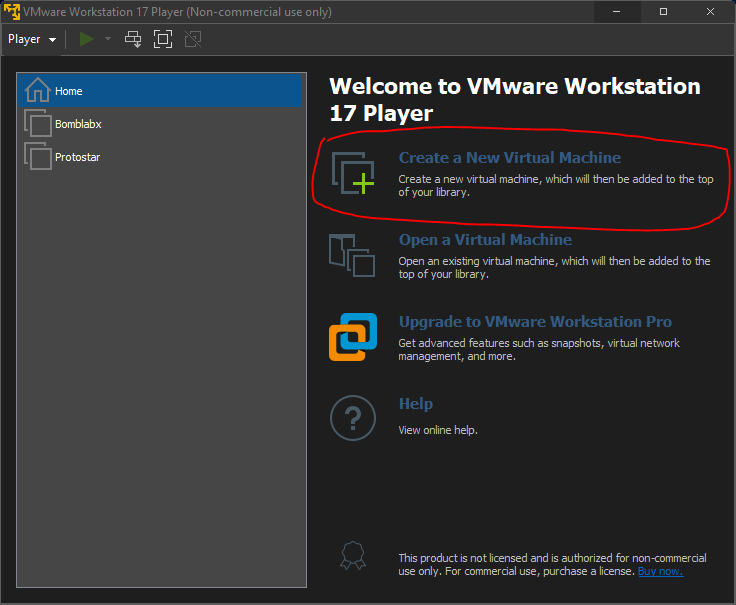 VMware Workstation 17 Player (Non-commercial use only)
Player
Home
Bomblabx
Protostar
Welcome to VMware Workstation
17 Player
Create a New Virtual Machine
Create a new virtual machine, which will then be added to the top
of your library.
Open a Virtual Machine
Open an existing virtual machine, which will then be added to the
top of your library.
Upgrade to VMware Workstation Pro
Get advanced features such as snapshots, virtual network
management, and more.
Help
View online help.
This product is not licensed and is authorized for non-commercial
use only. For commercial use, purchase a license. Buy now.